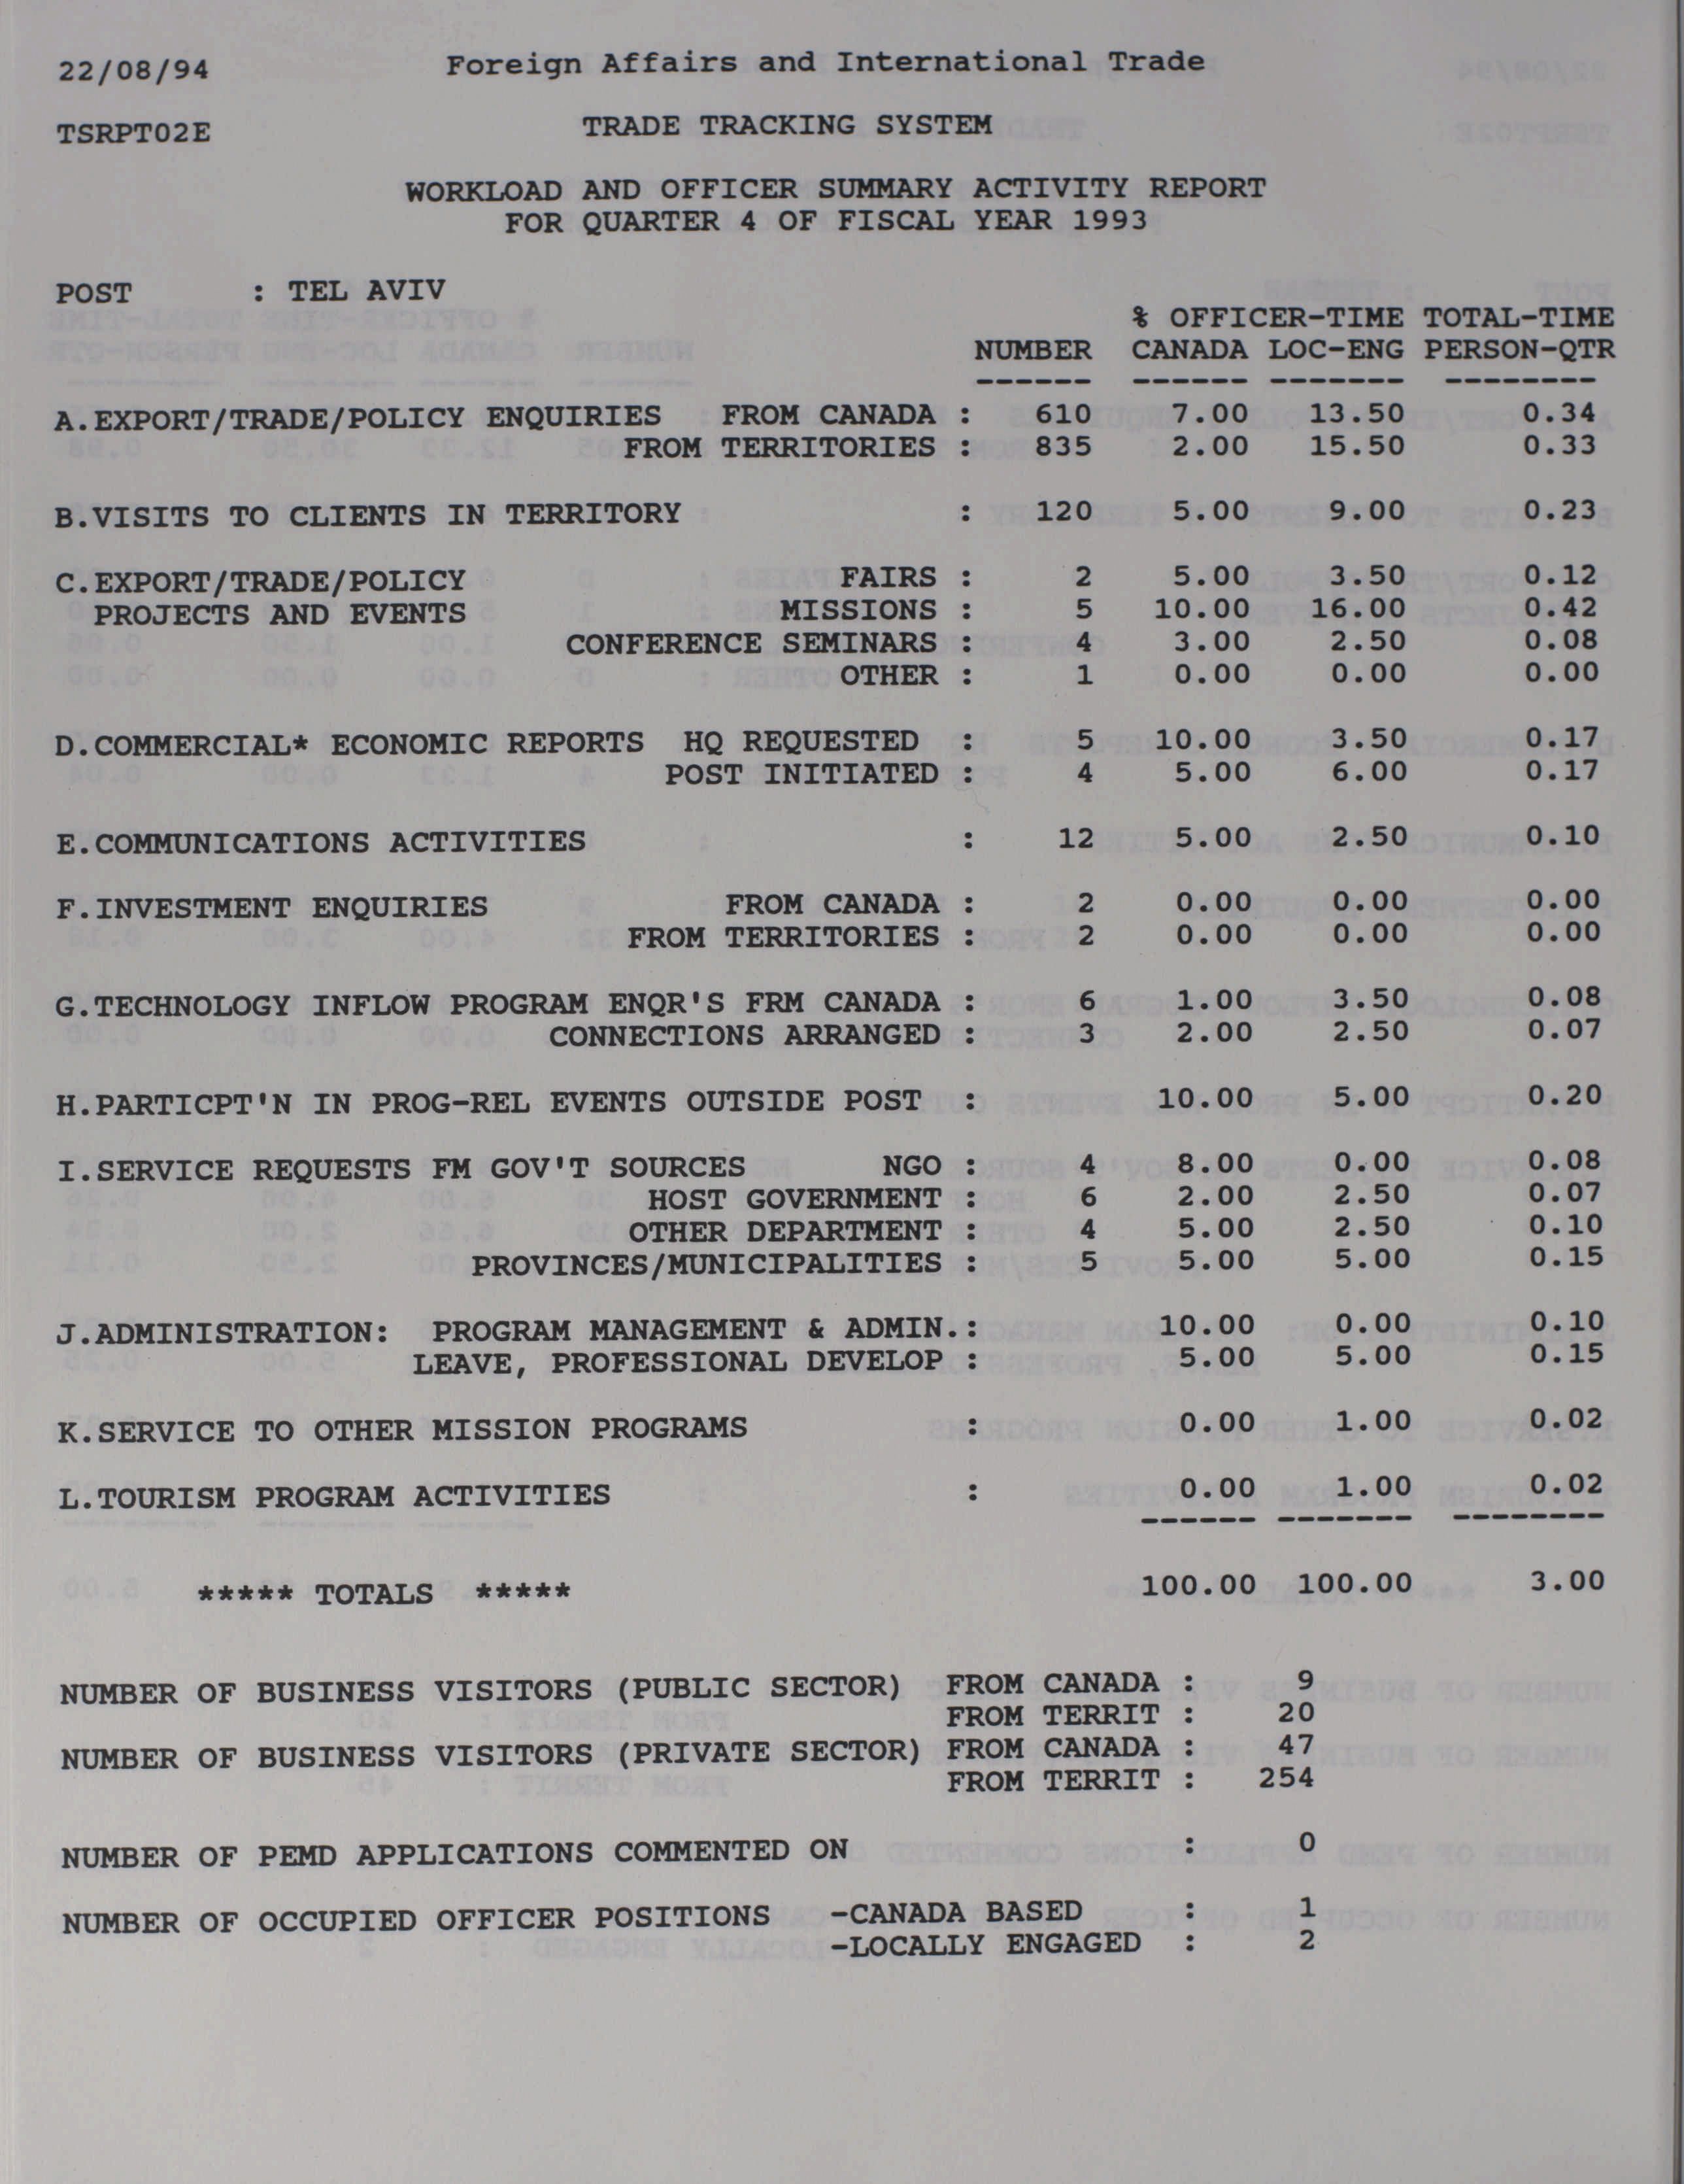 22/08/94 Foreign Affairs and International Trade
TSRPT02E TRADE TRACKING SYSTEM
WORKLOAD AND OFFICER SUMMARY ACTIVITY REPORT
FOR QUARTER 4 OF FISCAL YEAR 1993
POST : TEL AVIV
% OFFICER-TIME TOTAL-TIME
NUMBER CANADA LOC-ENG PERSON-QTR
------ ------ ------- --------
A.EXPORT/TRADE/POLICY ENQUIRIES FROM CANADA : 610 7.00 13.50 0.34
FROM TERRITORIES : 835 2.00 15.50 0.33
B.VISITS TO CLIENTS IN TERRITORY : 120 5.00 9.00 0.23
C.EXPORT/TRADE/POLICY FAIRS : 2 5.00 3.50 0.12
PROJECTS AND EVENTS MISSIONS : 5 10.00 16.00 0.42
CONFERENCE SEMINARS : 4 3.00 2.50 0.08
OTHER : 1 0.00 0.00 0.00
D.COMMERCIAL* ECONOMIC REPORTS HQ REQUESTED : 5 10.00 3.50 0.17
POST INITIATED : 4 5.00 6.00 0.17
E.COMMUNICATIONS ACTIVITIES : 12 5.00 2.50 0.10
F.INVESTMENT ENQUIRIES FROM CANADA : 2 0.00 0.00 0.00
FROM TERRITORIES : 2 0.00 0.00 0.00
G.TECHNOLOGY INFLOW PROGRAM ENQR'S FRM CANADA : 6 1.00 3.50 0.08
CONNECTIONS ARRANGED : 3 2.00 2.50 0.07
H.PARTICPT'N IN PROG-REL EVENTS OUTSIDE POST : 10.00 5.00 0.20
I.SERVICE REQUESTS FM GOV'T SOURCES NGO : 4 8.00 0.00 0.08
HOST GOVERNMENT : 6 2.00 2.50 0.07
OTHER DEPARTMENT : 4 5.00 2.50 0.10
PROVINCES/MUNICIPALITIES : 5 5.00 5.00 0.15
J.ADMINISTRATION: PROGRAM MANAGEMENT & ADMIN.: 10.00 0.00 0.10
LEAVE, PROFESSIONAL DEVELOP : 5.00 5.00 0.15
K.SERVICE TO OTHER MISSION PROGRAMS : 0.00 1.00 0.02
L.TOURISM PROGRAM ACTIVITIES : 0.00 1.00 0.02
------ ------- --------
***** TOTALS ***** 100.00 100.00 3.00
NUMBER OF BUSINESS VISITORS (PUBLIC SECTOR) FROM CANADA : 9
FROM TERRIT : 20
NUMBER OF BUSINESS VISITORS (PRIVATE SECTOR) FROM CANADA : 47
FROM TERRIT : 254
NUMBER OF PEMD APPLICATIONS COMMENTED ON : 0
NUMBER OF OCCUPIED OFFICER POSITIONS -CANADA BASED : 1
-LOCALLY ENGAGED : 2